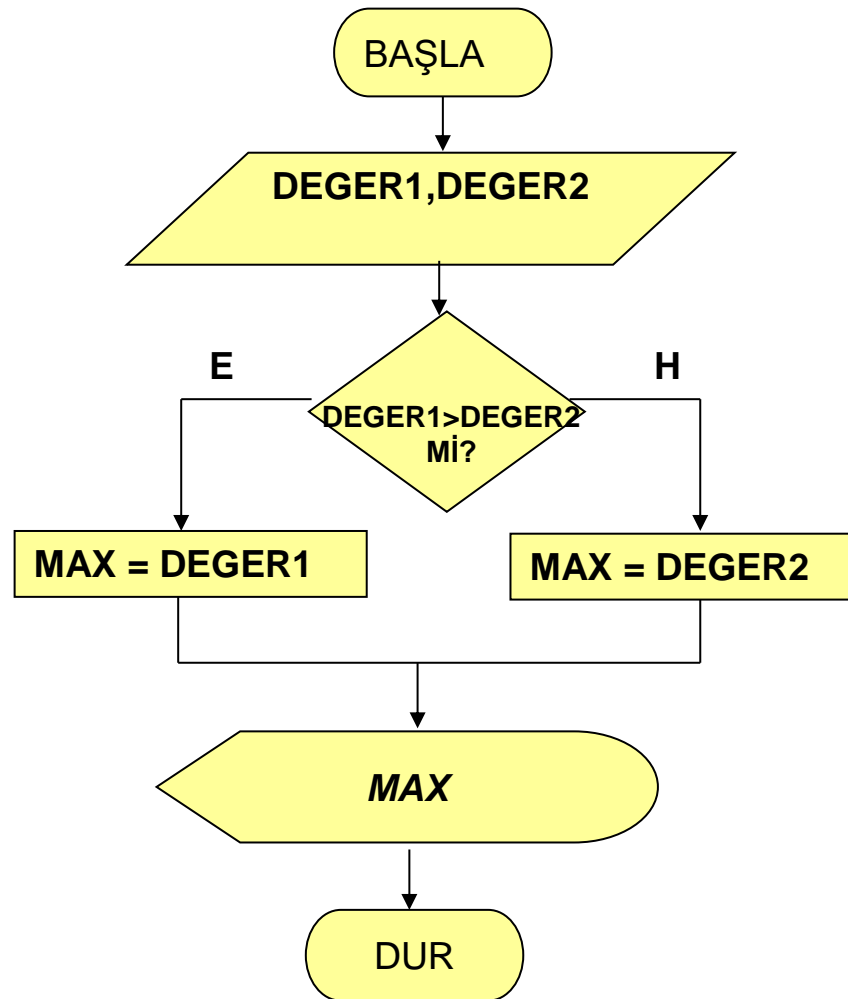 BAŞLA
DEGER1,DEGER2
E
H
DEGER1>DEGER2
Mİ?
MAX = DEGER1
MAX = DEGER2
MAX
DUR